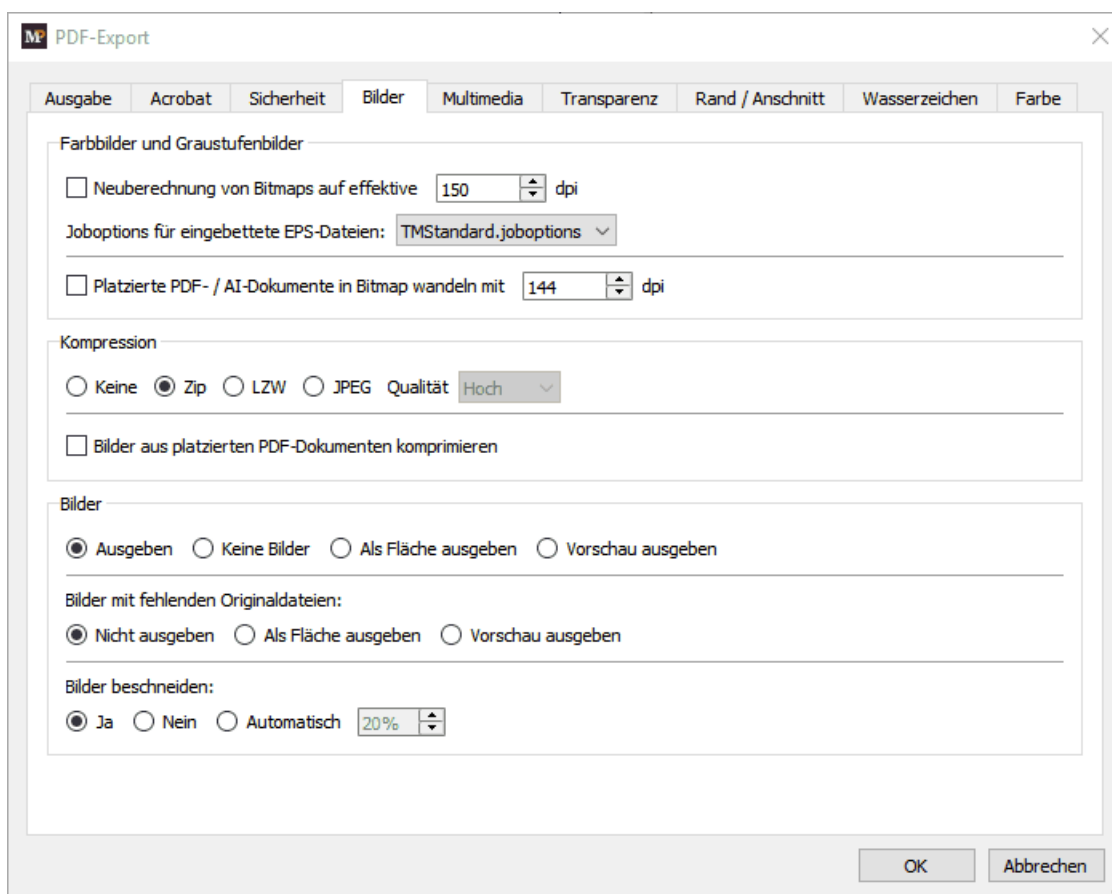 MP PDF-Export
Ausgabe Acrobat Sicherheit Bilder Multimedia Transparenz Rand / Anschnitt Wasserzeichen Farbe
Farbbilder und Graustufenbilder
Neuberechnung von Bitmaps auf effektive 150 dpi
Joboptions für eingebettete EPS-Dateien: TMStandard.joboptions
Platzierte PDF- / AI-Dokumente in Bitmap wandeln mit 144 dpi
Kompression
Keine Zip LZW JPEG Qualität Hoch
Bilder aus platzierten PDF-Dokumenten komprimieren
Bilder
Ausgeben Keine Bilder Als Fläche ausgeben Vorschau ausgeben
Bilder mit fehlenden Originaldateien:
Nicht ausgeben Als Fläche ausgeben Vorschau ausgeben
Bilder beschneiden:
Ja Nein Automatisch 20%
OK Abbrechen